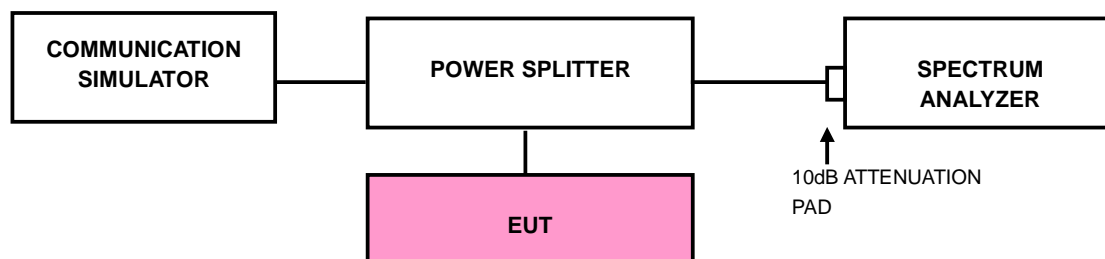 COMMUNICATION
SIMULATOR
POWER SPLITTER
SPECTRUM
ANALYZER
10dB ATTENUATION
PAD
EUT